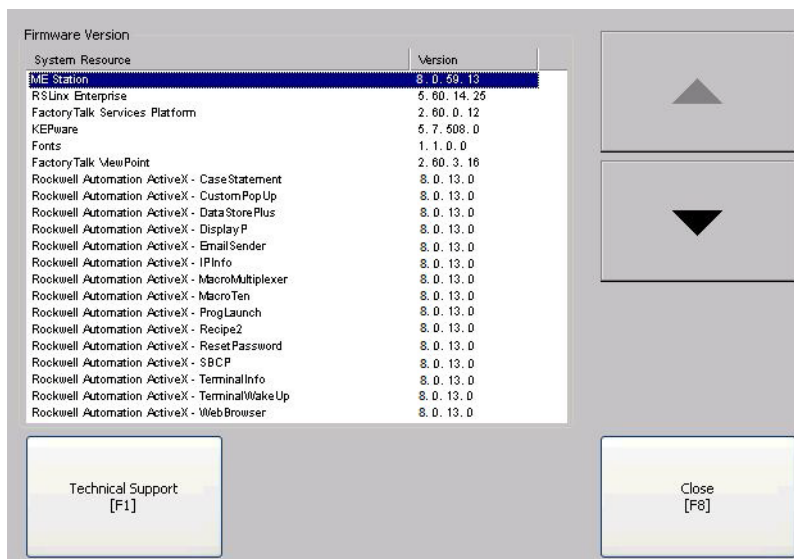 Firmware Version
System Resource Version
ME Station 8.0.59.13
RSLinx Enterprise 5.60.14.25
FactoryTalk Services Platform 2.60.0.12
KEPware 5.7.508.0
Fonts 1.1.0.0
FactoryTalk ViewPoint 2.60.3.16
Rockwell Automation ActiveX - CaseStatement 8.0.13.0
Rockwell Automation ActiveX - CustomPopUp 8.0.13.0
Rockwell Automation ActiveX - DataStorePlus 8.0.13.0
Rockwell Automation ActiveX - DisplayP 8.0.13.0
Rockwell Automation ActiveX - EmailSender 8.0.13.0
Rockwell Automation ActiveX - IPInfo 8.0.13.0
Rockwell Automation ActiveX - MacroMultiplexer 8.0.13.0
Rockwell Automation ActiveX - MacroTen 8.0.13.0
Rockwell Automation ActiveX - ProgLaunch 8.0.13.0
Rockwell Automation ActiveX - Recipe2 8.0.13.0
Rockwell Automation ActiveX - ResetPassword 8.0.13.0
Rockwell Automation ActiveX - SBCP 8.0.13.0
Rockwell Automation ActiveX - TerminalInfo 8.0.13.0
Rockwell Automation ActiveX - TerminalWakeUp 8.0.13.0
Rockwell Automation ActiveX - WebBrowser 8.0.13.0
Technical Support
[F1]
Close
[F8]